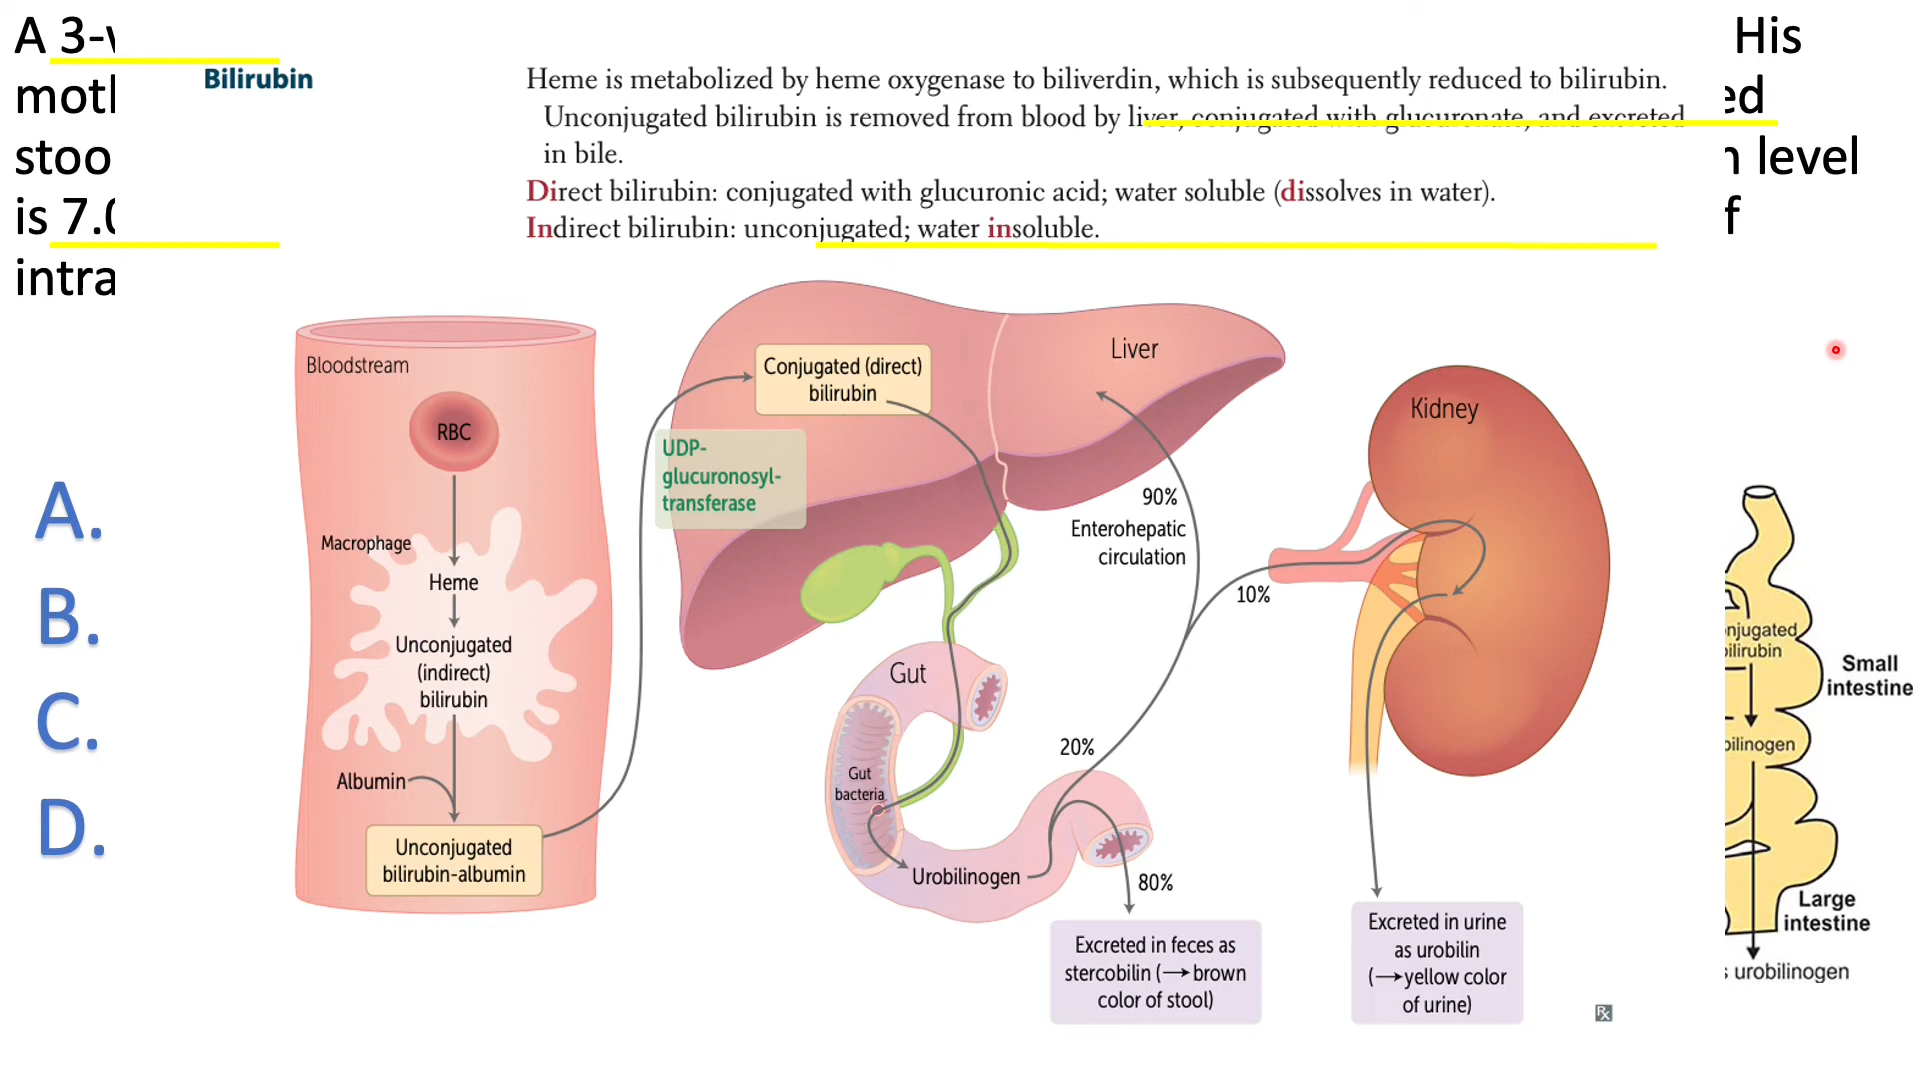 A 3-
His
Bilirubin
Heme is metabolized by heme oxygenase to biliverdin, which is subsequently reduced to bilirubin.
Unconjugated bilirubin is removed from blood by liver, conjugated with glucuronate, and excreted
in bile.
Direct bilirubin: conjugated with glucuronic acid; water soluble (dissolves in water).
Indirect bilirubin: unconjugated; water insoluble.
level
is 7.
Bloodstream
RBC
Macrophage
Heme
Unconjugated
(indirect)
bilirubin
Albumin
Unconjugated
bilirubin-albumin
Conjugated (direct)
bilirubin
UDP-
glucuronosyl-
transferase
Liver
90%
Enterohepatic
circulation
Kidney
10%
Gut
Gut
bacteria
20%
Urobilinogen
80%
Excreted in feces as
stercobilin (→brown
color of stool)
Excreted in urine
as urobilin
(→yellow color
of urine)
Rx
A.
B.
C.
D.
Small
intestine
Large
intestine
urobilinogen